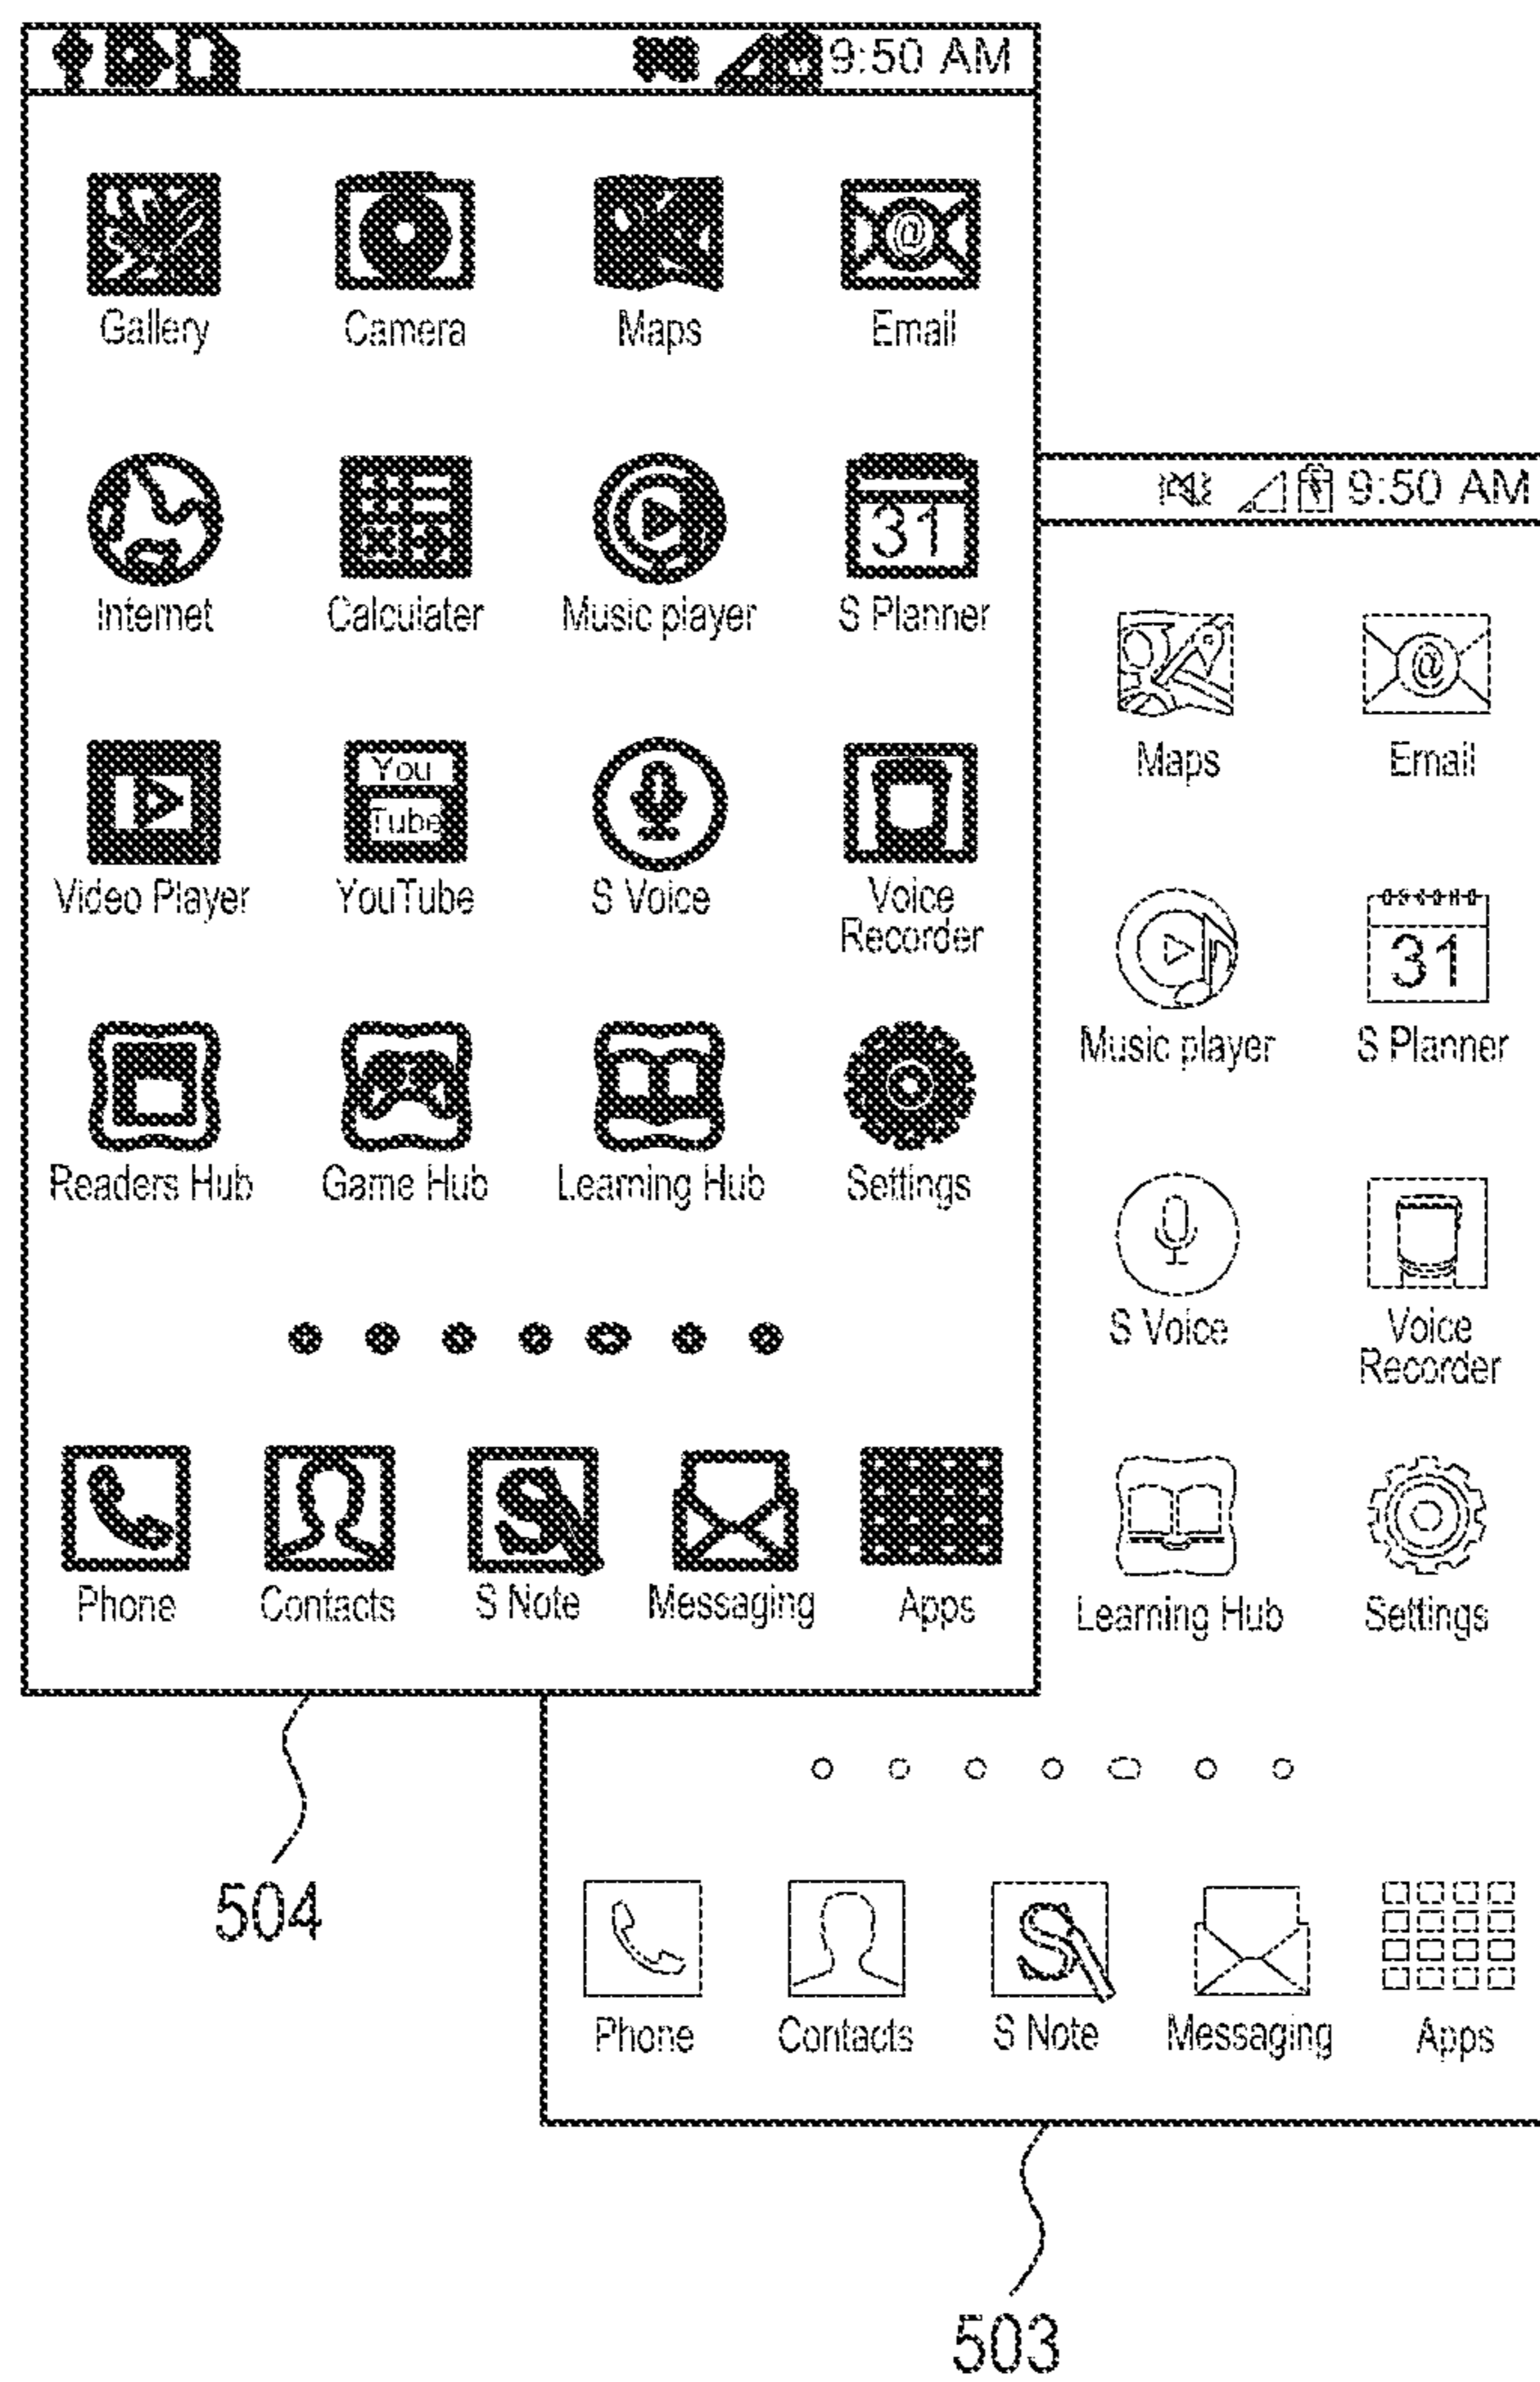 9:50 AM
Gallery Camera Maps @ Email
31
Internet Calculater Music player S Planner
You
Tube
Video Player YouTube S Voice Voice
Recorder
Readers Hub Game Hub Learning Hub Settings
S
Phone Contacts S Note Messaging Apps
504
9:50 AM
@
Maps Email
31
Music player S Planner
S Voice Voice
Recorder
Learning Hub Settings
S
Phone Contacts S Note Messaging Apps
503